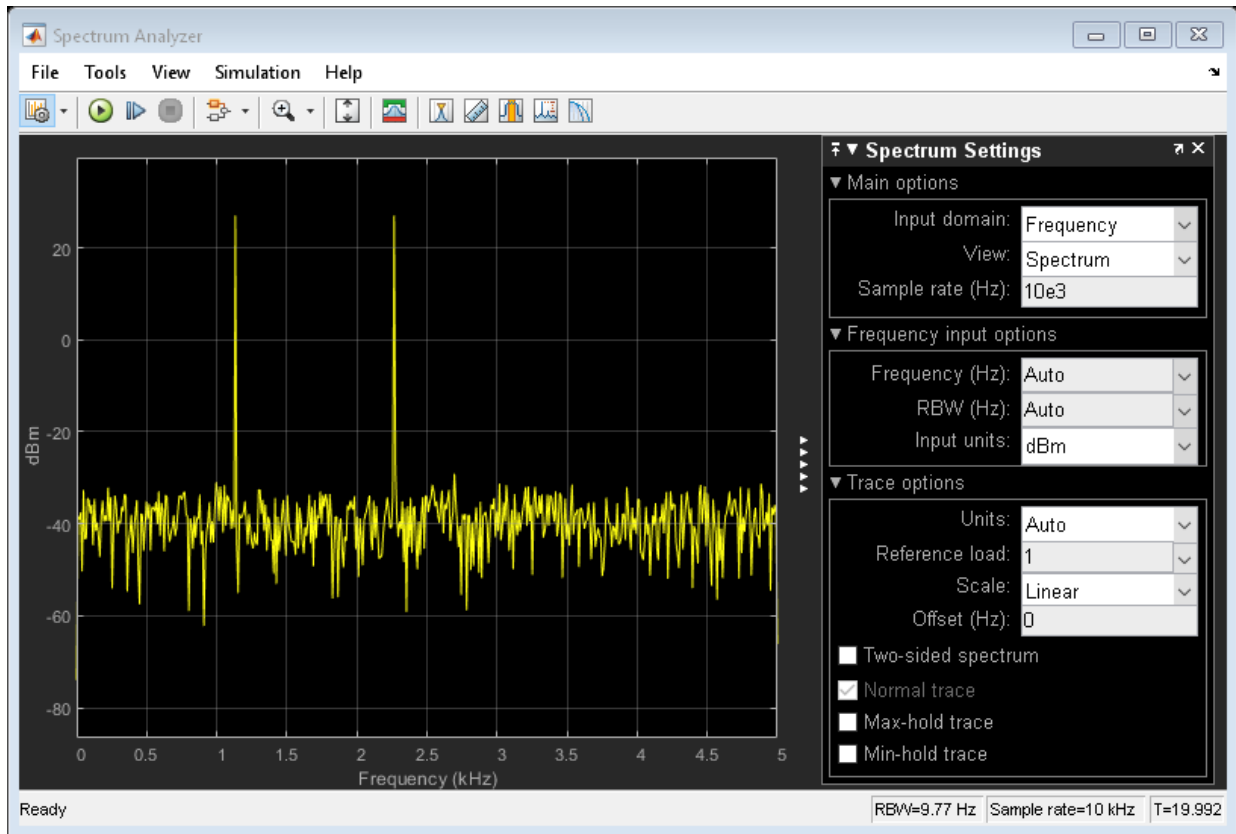 Spectrum Analyzer
File Tools View Simulation Help
Spectrum Settings
Main options
Input domain: Frequency
View: Spectrum
Sample rate (Hz): 10e3
Frequency input options
Frequency (Hz): Auto
RBW (Hz): Auto
Input units: dBm
Trace options
Units: Auto
Reference load: 1
Scale: Linear
Offset (Hz): 0
Two-sided spectrum
Normal trace
Max-hold trace
Min-hold trace
20
0
-20
-40
-60
-80
dBm
0 0.5 1 1.5 2 2.5 3 3.5 4 4.5 5
Frequency (kHz)
Ready RBW=9.77 Hz Sample rate=10 kHz T=19.992